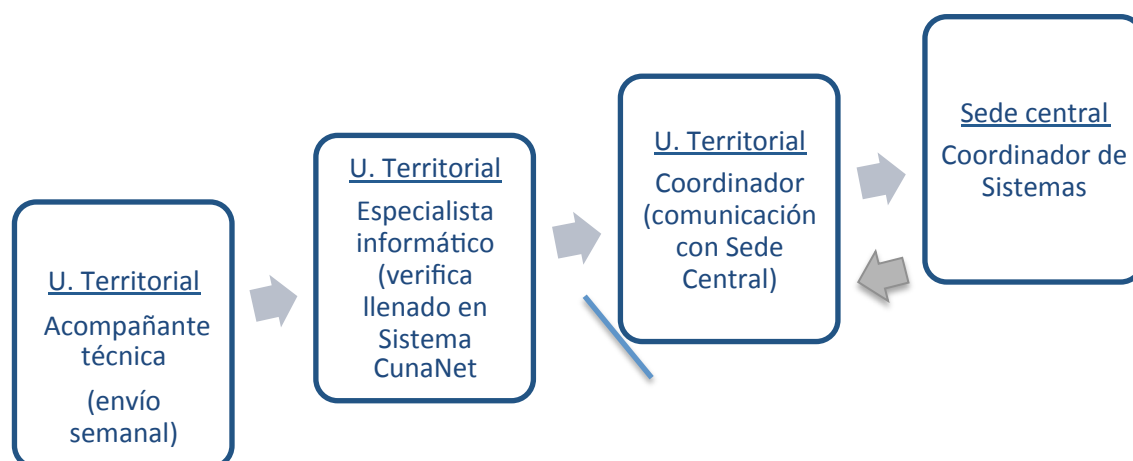 U. Territorial
Acompañante
técnica
(envío
semanal)
U. Territorial
Especialista
informático
(verifica
llenado en
Sistema
CunaNet
U. Territorial
Coordinador
(comunicación
con Sede
Central)
Sede central
Coordinador de
Sistemas